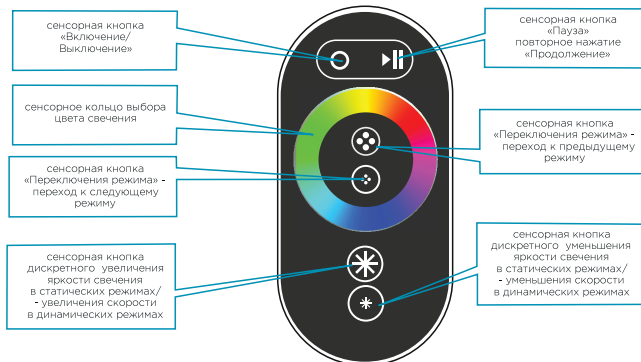 сенсорная кнопка
«Включение/
Выключение»
сенсорная кнопка
«Пауза»
повторное нажатие
«Продолжение»
сенсорное кольцо выбора
цвета свечения
сенсорная кнопка
«Переключения режима» -
переход к предыдущему
режиму
сенсорная кнопка
«Переключения режима» -
переход к следующему
режиму
сенсорная кнопка
дискретного увеличения
яркости свечения
в статических режимах/
- увеличения скорости
в динамических режимах
сенсорная кнопка
дискретного уменьшения
яркости свечения
в статических режимах/
- уменьшения скорости
в динамических режимах